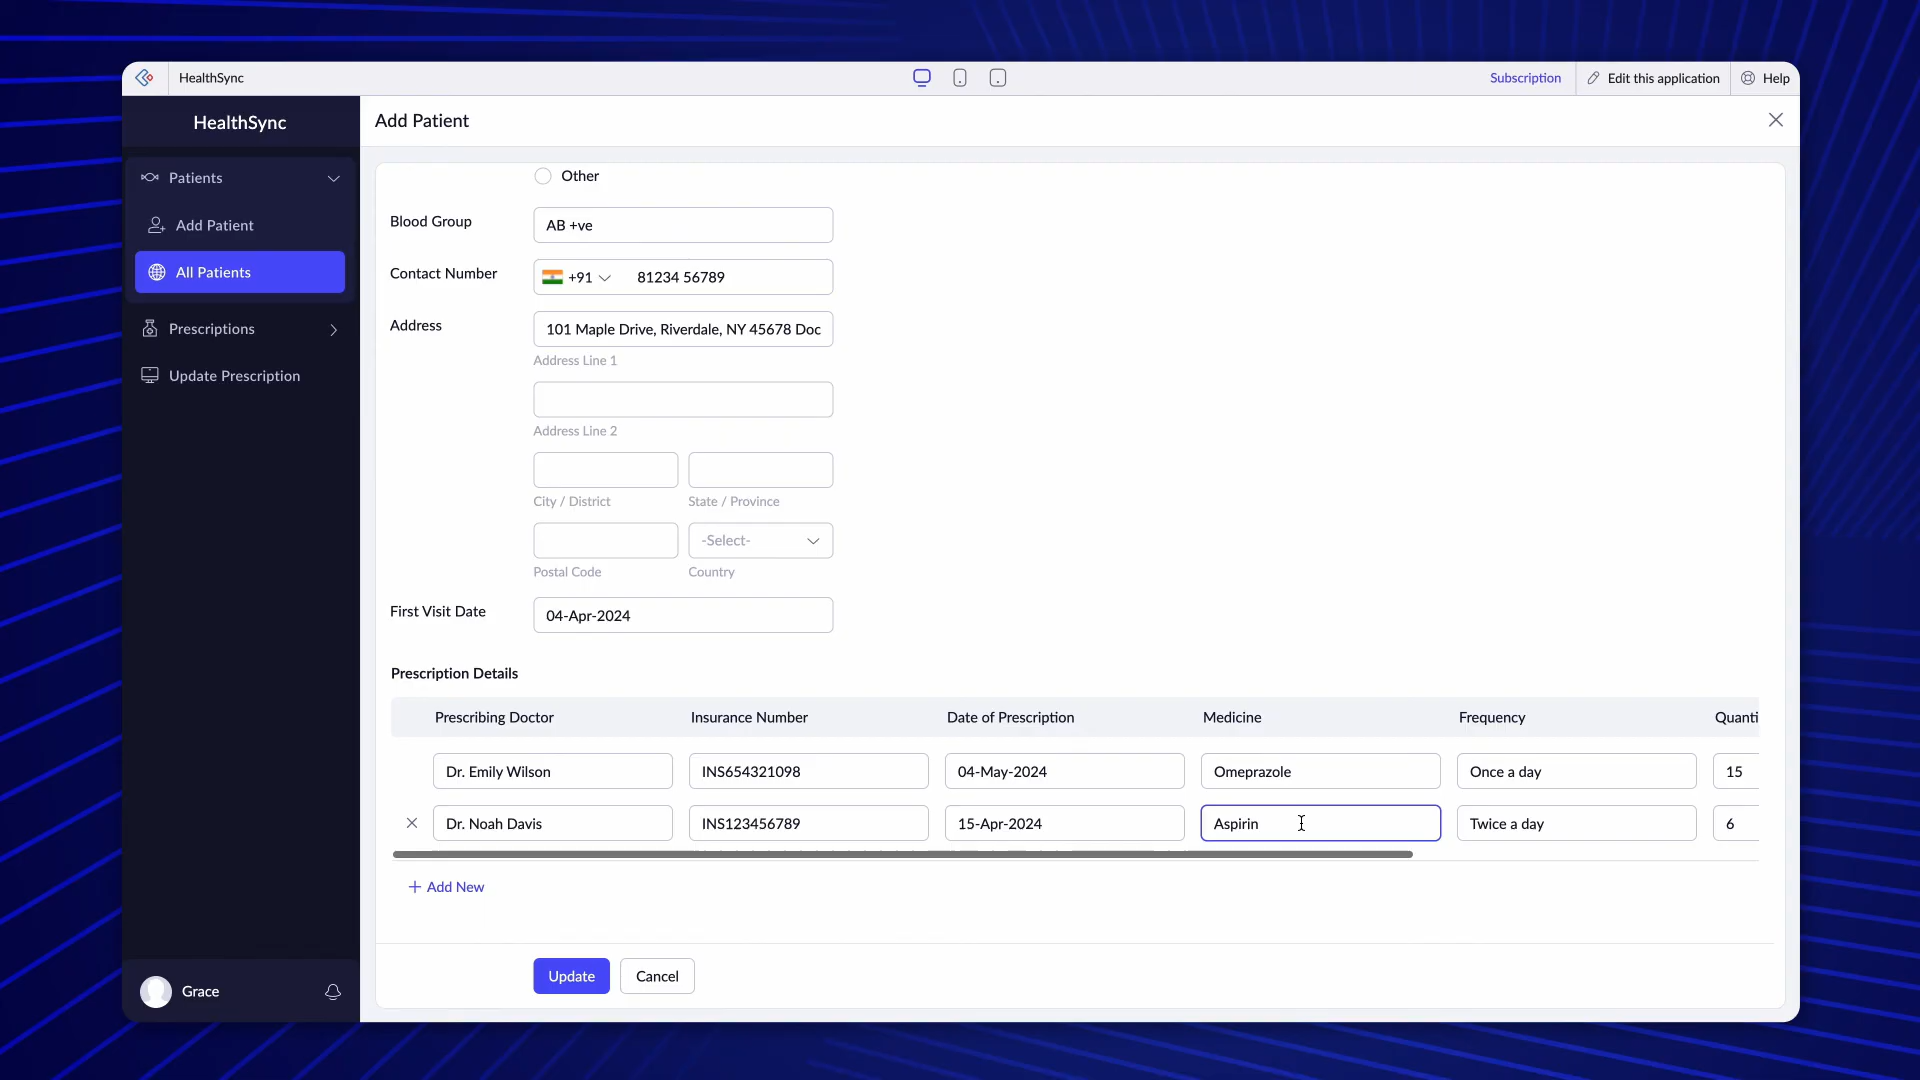 HealthSync
Subscription
Edit this application
Help
HealthSync
Patients
Add Patient
All Patients
Prescriptions
Update Prescription
Grace
Add Patient
Other
Blood Group
AB +ve
Contact Number
+91
81234 56789
Address
101 Maple Drive, Riverdale, NY 45678 Doc
Address Line 1
Address Line 2
City / District
State / Province
-Select-
Postal Code
Country
First Visit Date
04-Apr-2024
Prescription Details
Prescribing Doctor Insurance Number Date of Prescription Medicine Frequency Quanti
Dr. Emily Wilson INS654321098 04-May-2024 Omeprazole Once a day 15
Dr. Noah Davis INS123456789 15-Apr-2024 Aspirin Twice a day 6
+ Add New
Update
Cancel